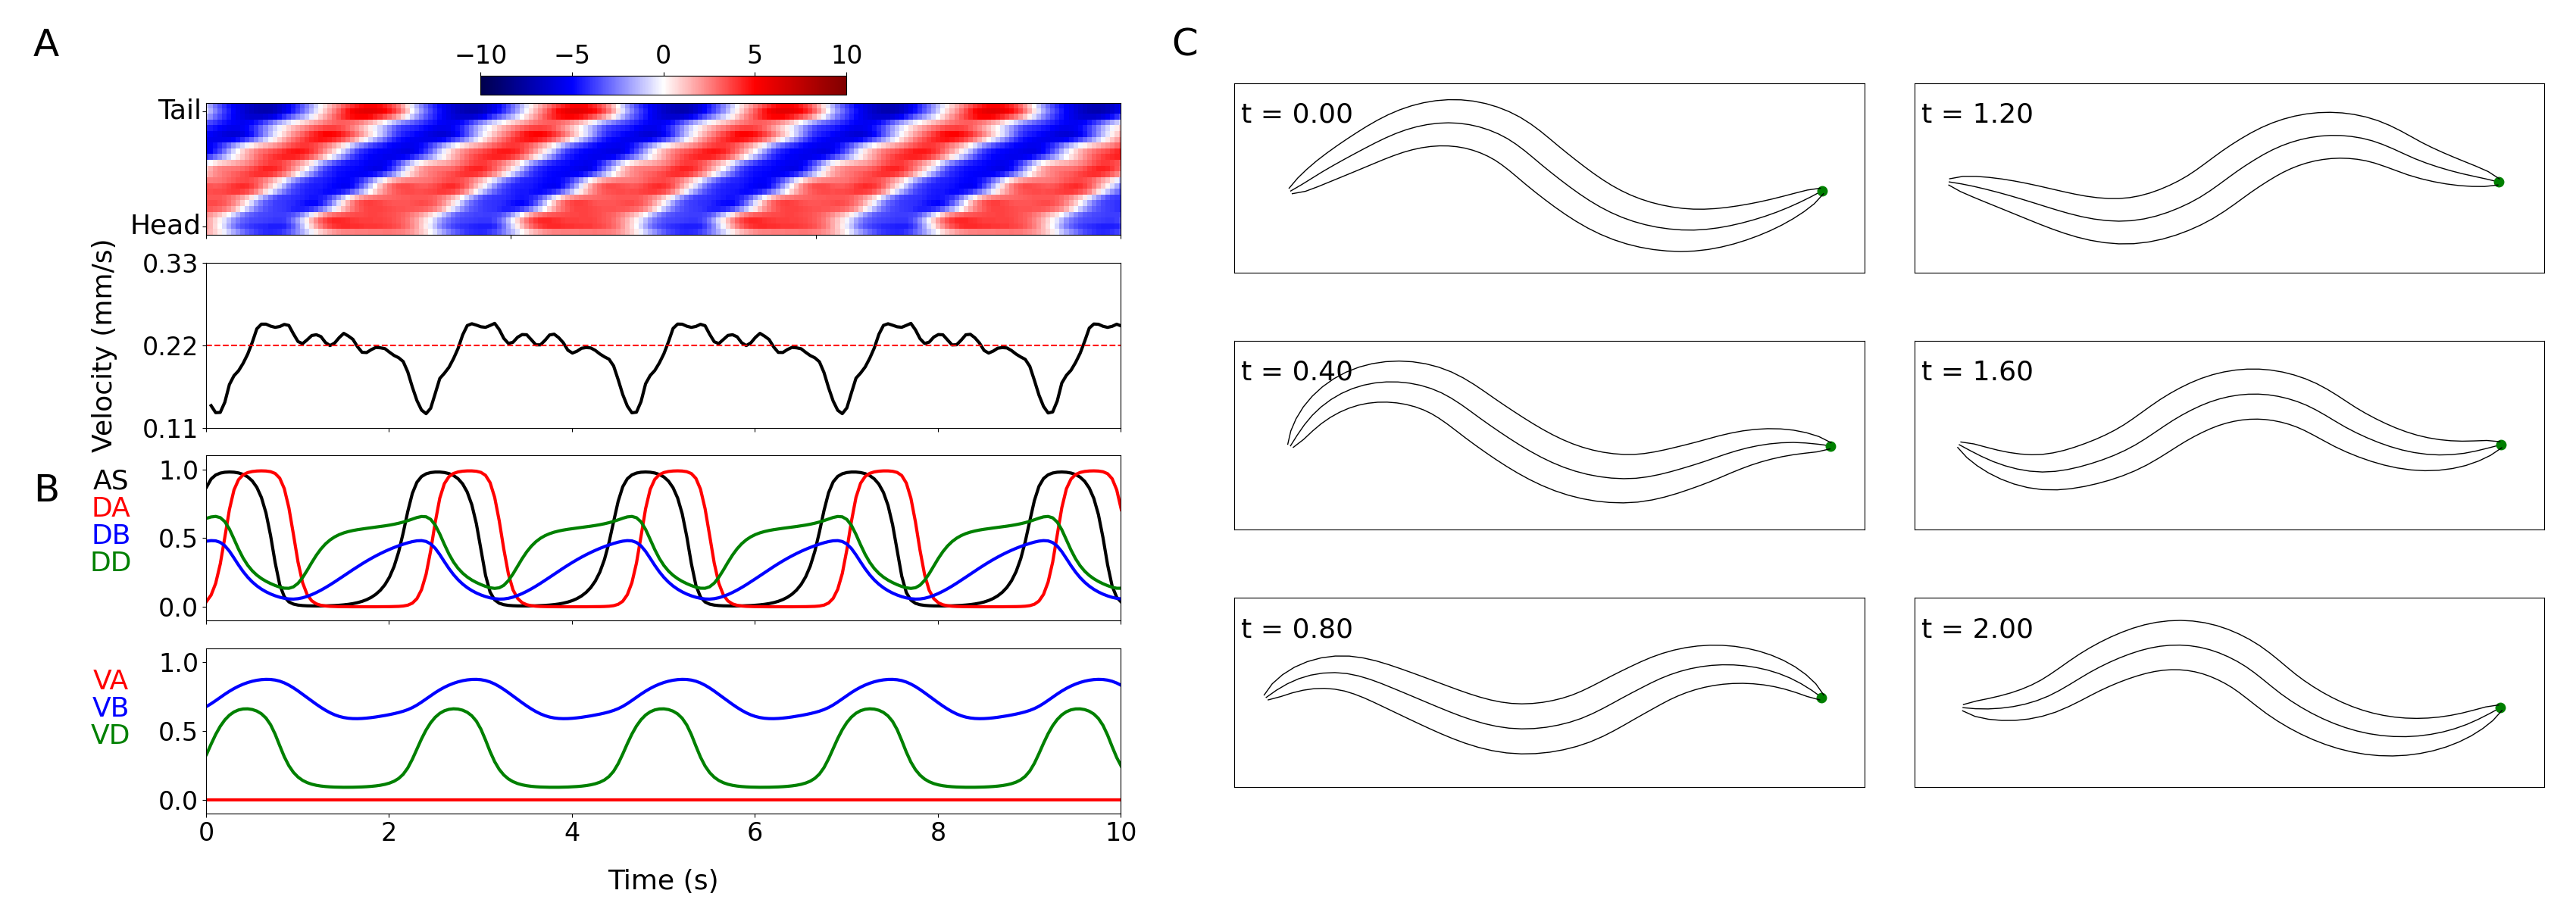 A
−10 −5 0 5 10
Tail
Head
Velocity (mm/s)
0.33
0.22
0.11
B
AS
DA
DB
DD
1.0
0.5
0.0
VA
VB
VD
1.0
0.5
0.0
0 2 4 6 8 10
Time (s)
C
t = 0.00
t = 1.20
t = 0.40
t = 1.60
t = 0.80
t = 2.00